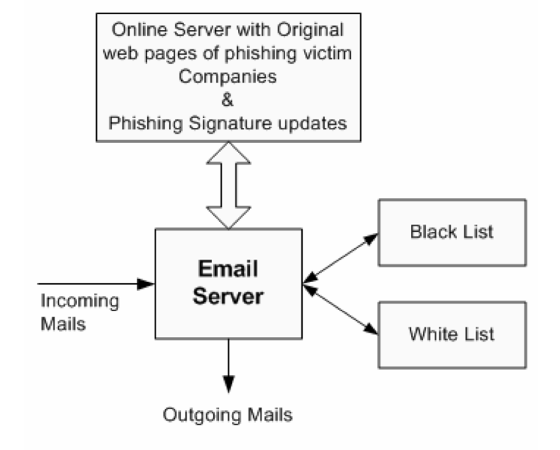 Online Server with Original
web pages of phishing victim
Companies
&
Phishing Signature updates
Email
Server
Black List
White List
Incoming
Mails
Outgoing Mails